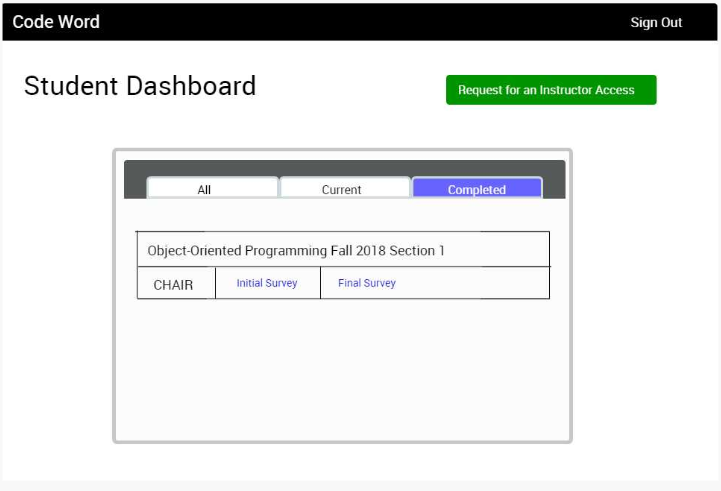 Code Word Sign Out
Student Dashboard Request for an Instructor Access
All Current Completed
Object-Oriented Programming Fall 2018 Section 1
CHAIR Initial Survey Final Survey